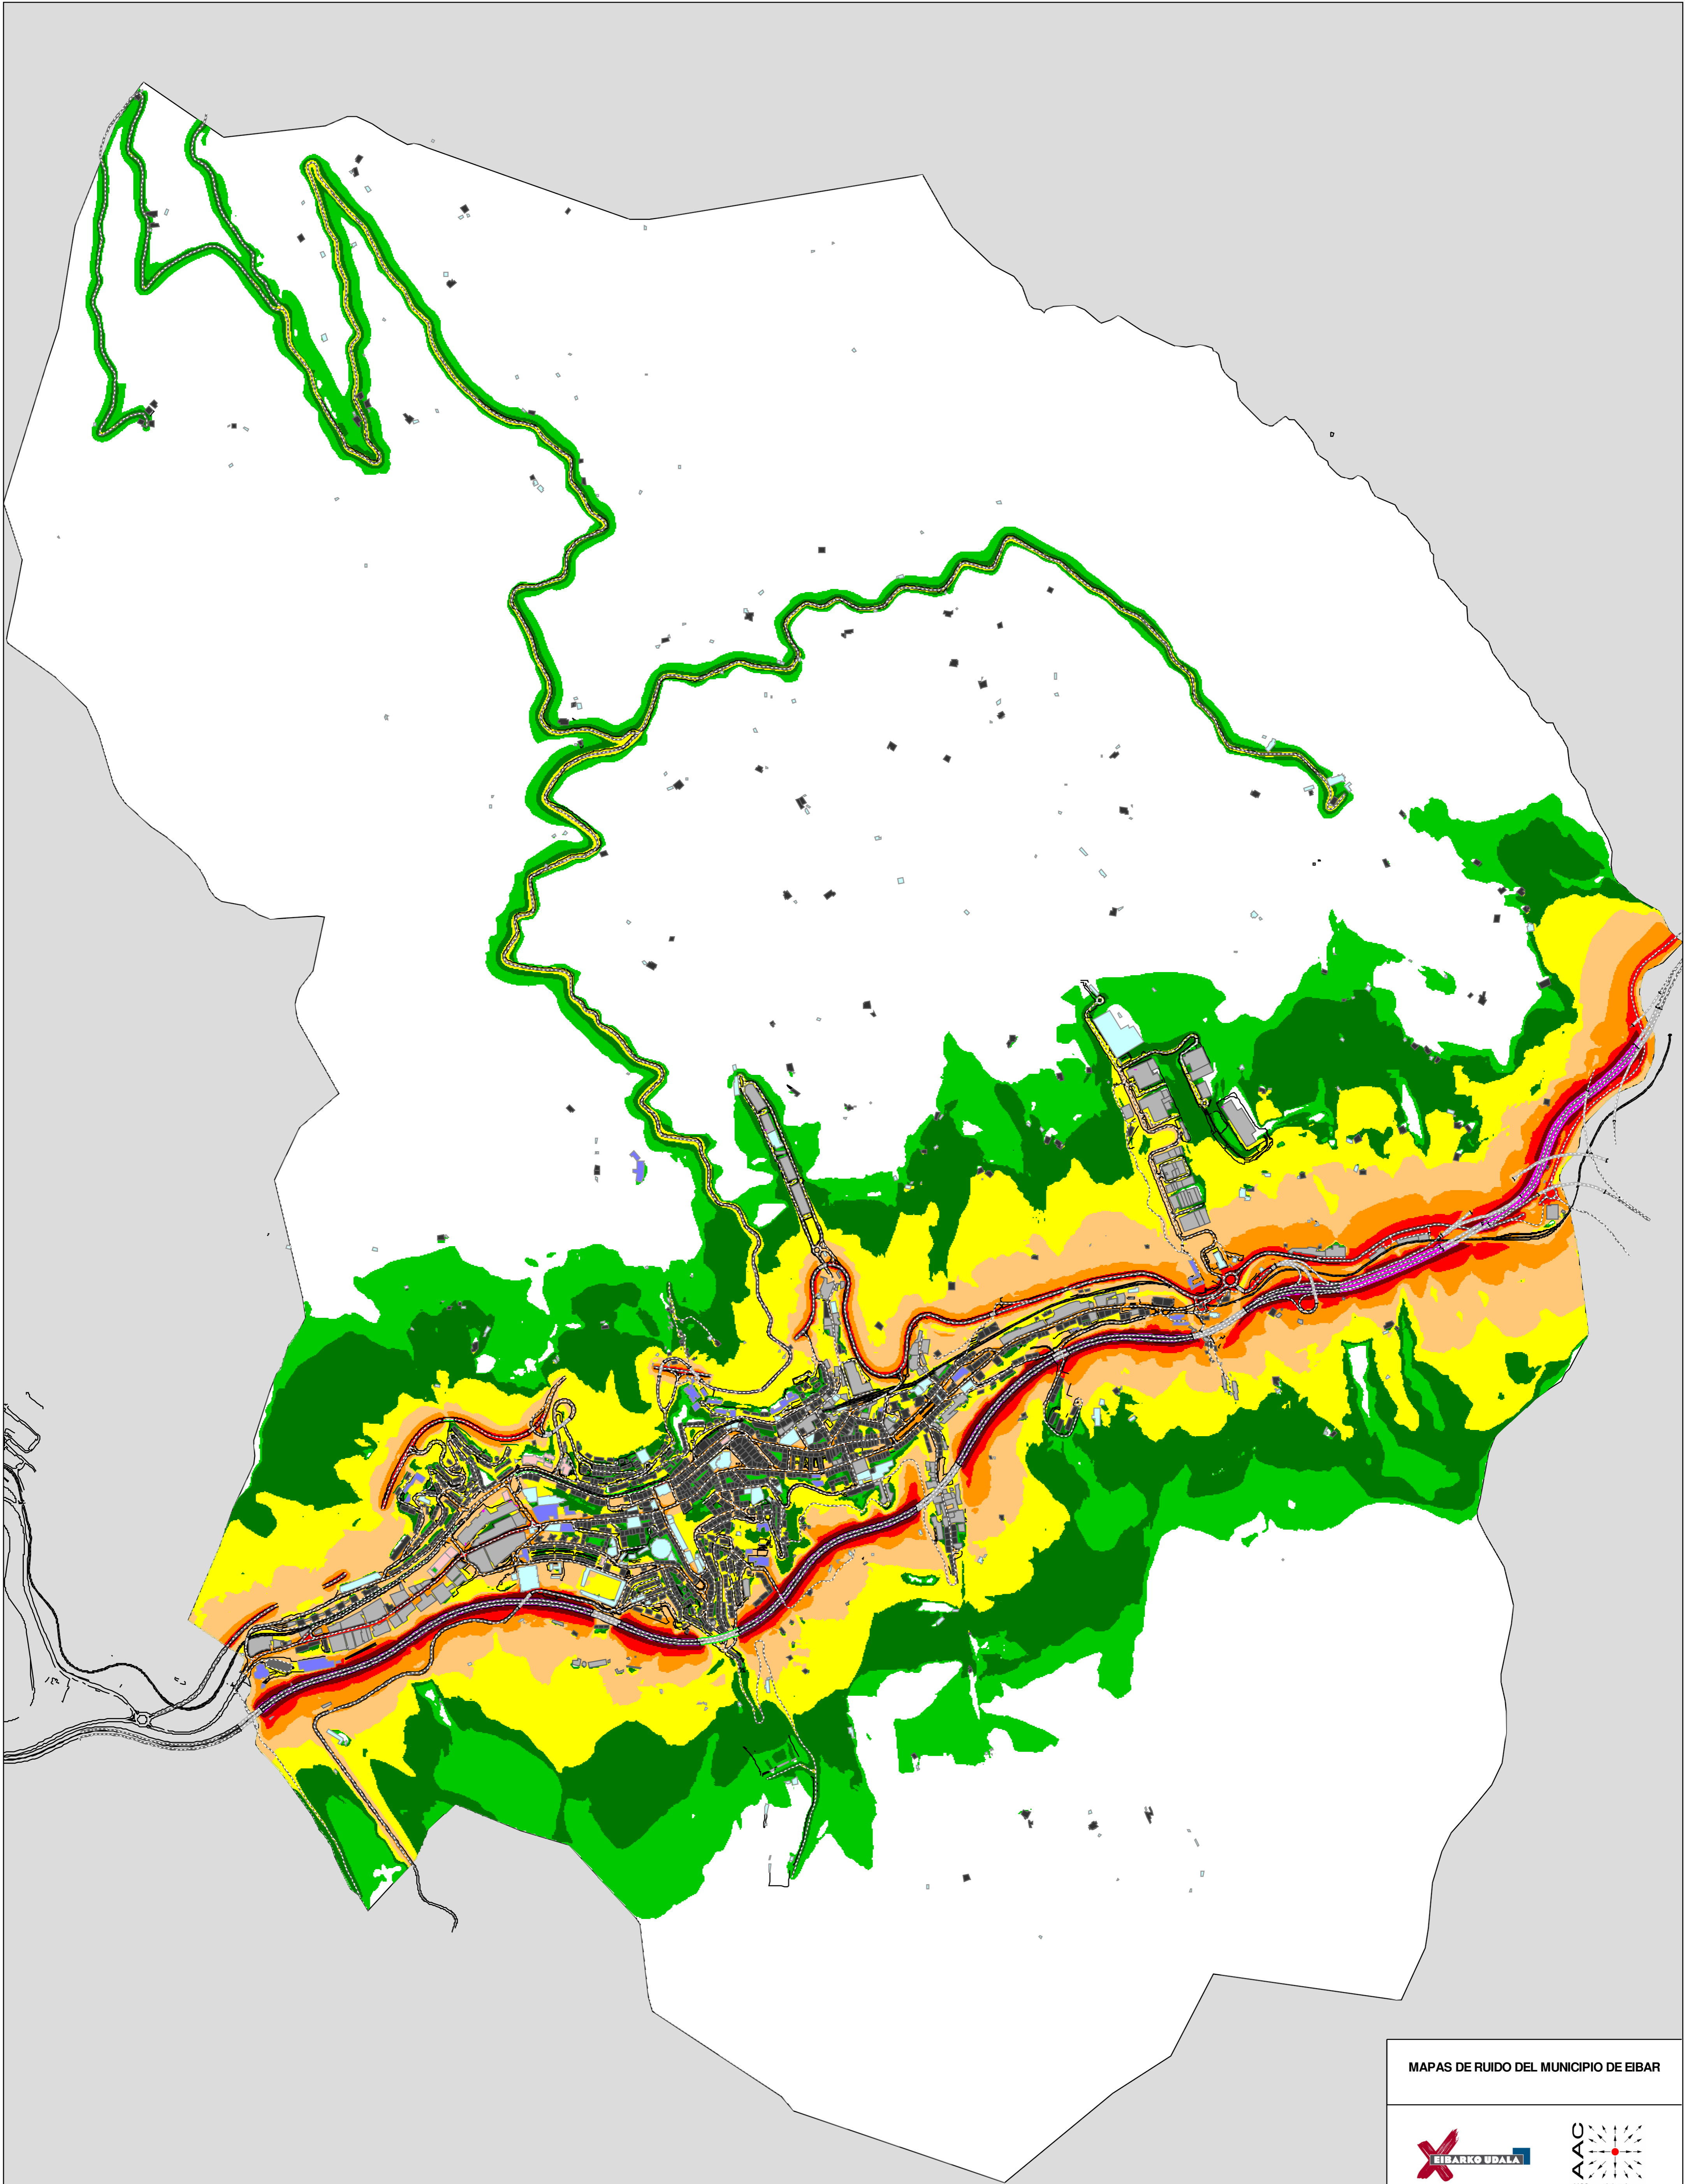 MAPAS DE RUIDO DEL MUNICIPIO DE EIBAR
EIBARKO UDALA
AAC